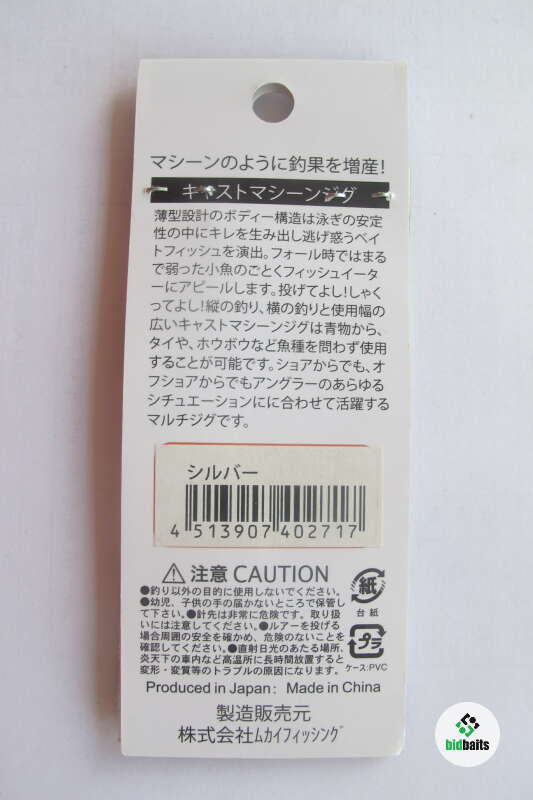 マシーンのように釣果を増産!
キャストマシーンジグ
薄型設計のボディー構造は泳ぎの安定
性の中にキレを生み出し逃げ惑うベイ
トフィッシュを演出。フォール時ではまる
で弱った小魚のごとくフィッシュイータ
ーにアピールします。投げてよし!しゃく
ってよし!縦の釣り、横の釣りと使用幅の
広いキャストマシーンジグは青物から、
タイや、ホウボウなど魚種を問わず使用
することが可能です。ショアからでも、オ
フショアからでもアングラーのあらゆる
シチュエーションにに合わせて活躍する
マルチジグです。
シルバー
4 513907 402717
注意 CAUTION
●釣り以外の目的に使用しないでください。
●幼児、子供の手の届かないところで保管し
て下さい。●針先は非常に危険です。取り扱
いには注意してください。●ルアーを投げる
場合周囲の安全を確かめ、危険のないことを
確認してください。●直射日光のあたる場所、
炎天下の車内など高温所に長時間放置すると
変形・変質等のトラブルの原因になります。
紙
台紙
プラ
ケース:PVC
Produced in Japan: Made in China
製造販売元
株式会社ムカイフィッシング
bidbaits